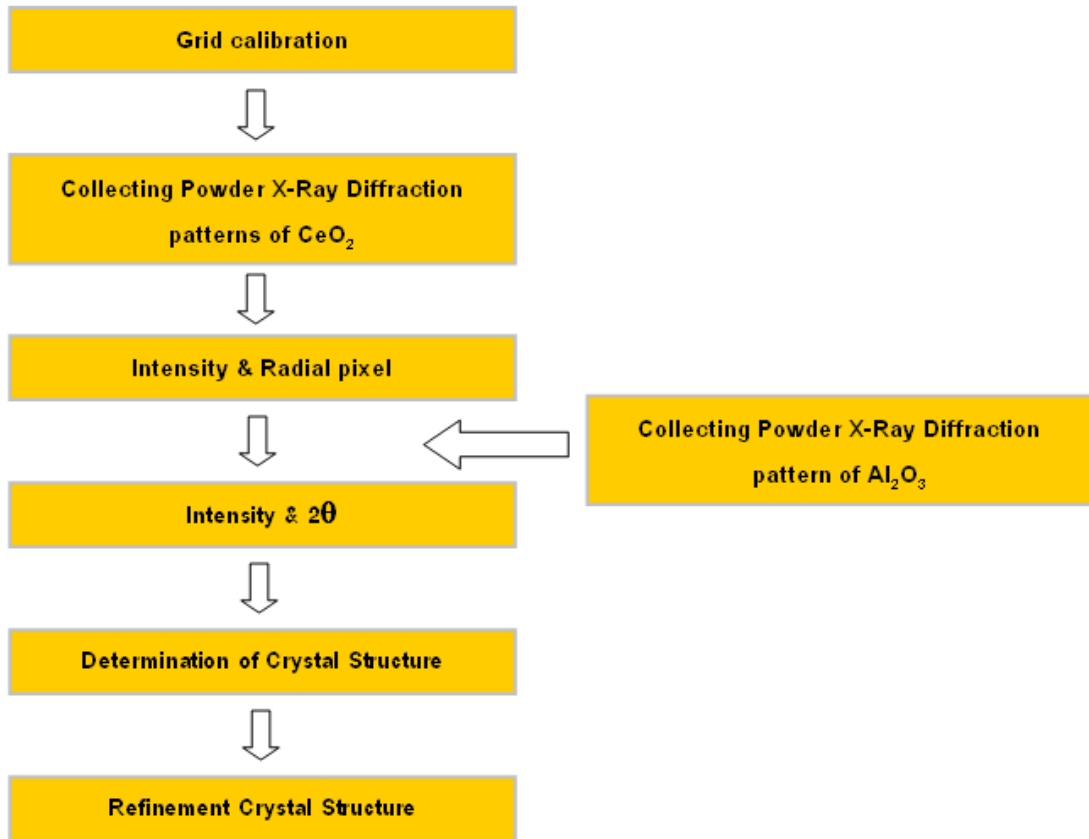 Grid calibration
Collecting Powder X-Ray Diffraction
patterns of CeO₂
Intensity & Radial pixel
Collecting Powder X-Ray Diffraction
pattern of Al₂O₃
Intensity & 2θ
Determination of Crystal Structure
Refinement Crystal Structure